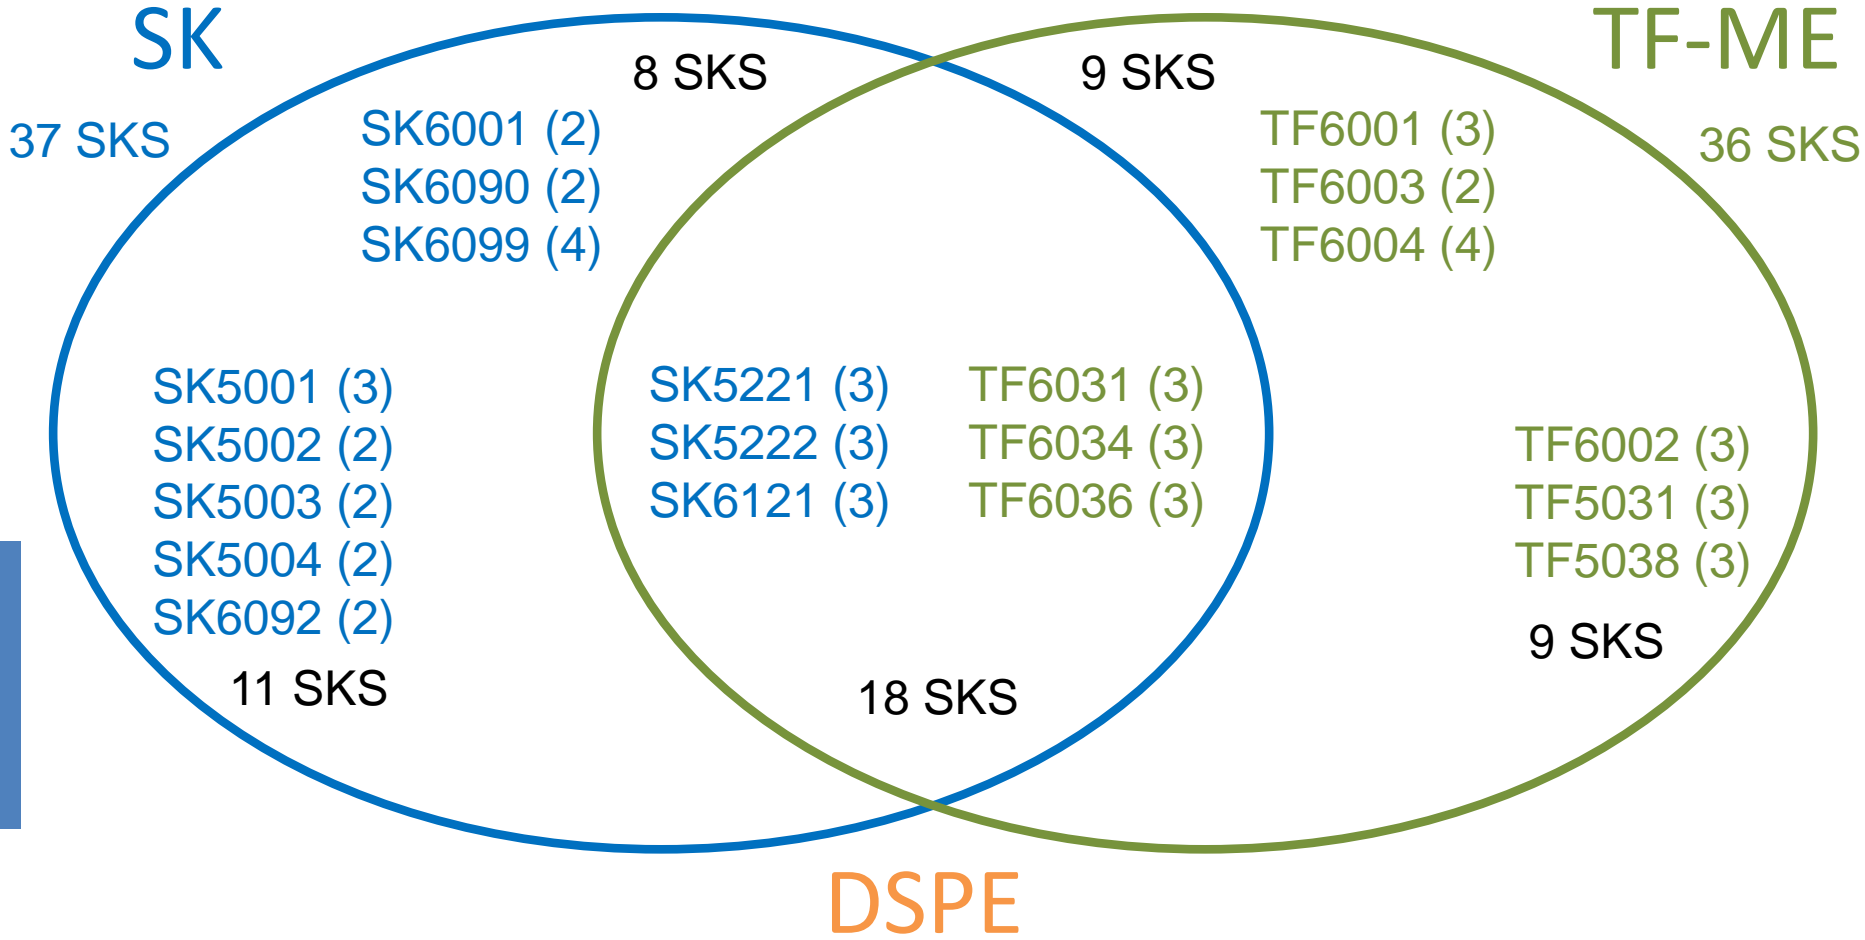 SK
TF-ME
8 SKS
9 SKS
37 SKS
36 SKS
SK6001 (2)
SK6090 (2)
SK6099 (4)
TF6001 (3)
TF6003 (2)
TF6004 (4)
SK5001 (3)
SK5002 (2)
SK5003 (2)
SK5004 (2)
SK6092 (2)
11 SKS
SK5221 (3)
SK5222 (3)
SK6121 (3)
TF6031 (3)
TF6034 (3)
TF6036 (3)
18 SKS
TF6002 (3)
TF5031 (3)
TF5038 (3)
9 SKS
DSPE